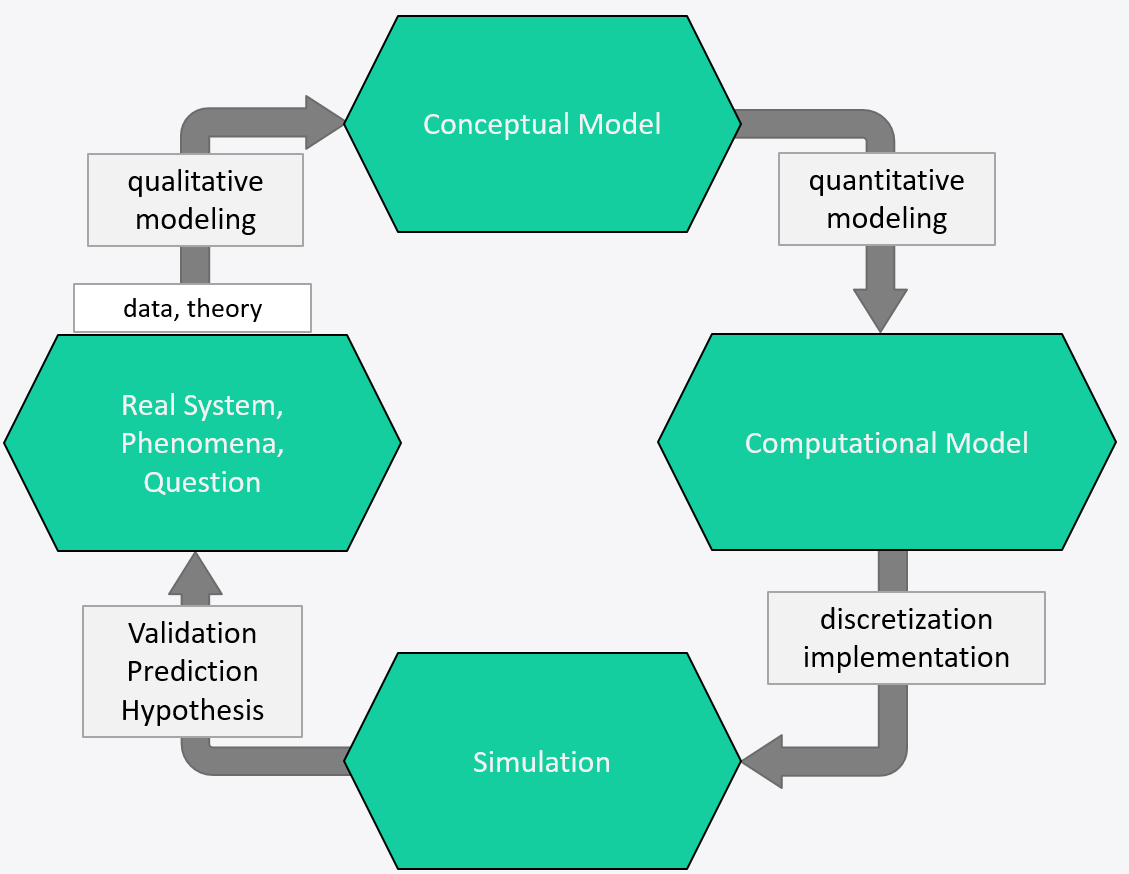 Conceptual Model
qualitative
modeling
quantitative
modeling
data, theory
Real System,
Phenomena,
Question
Computational Model
Validation
Prediction
Hypothesis
discretization
implementation
Simulation